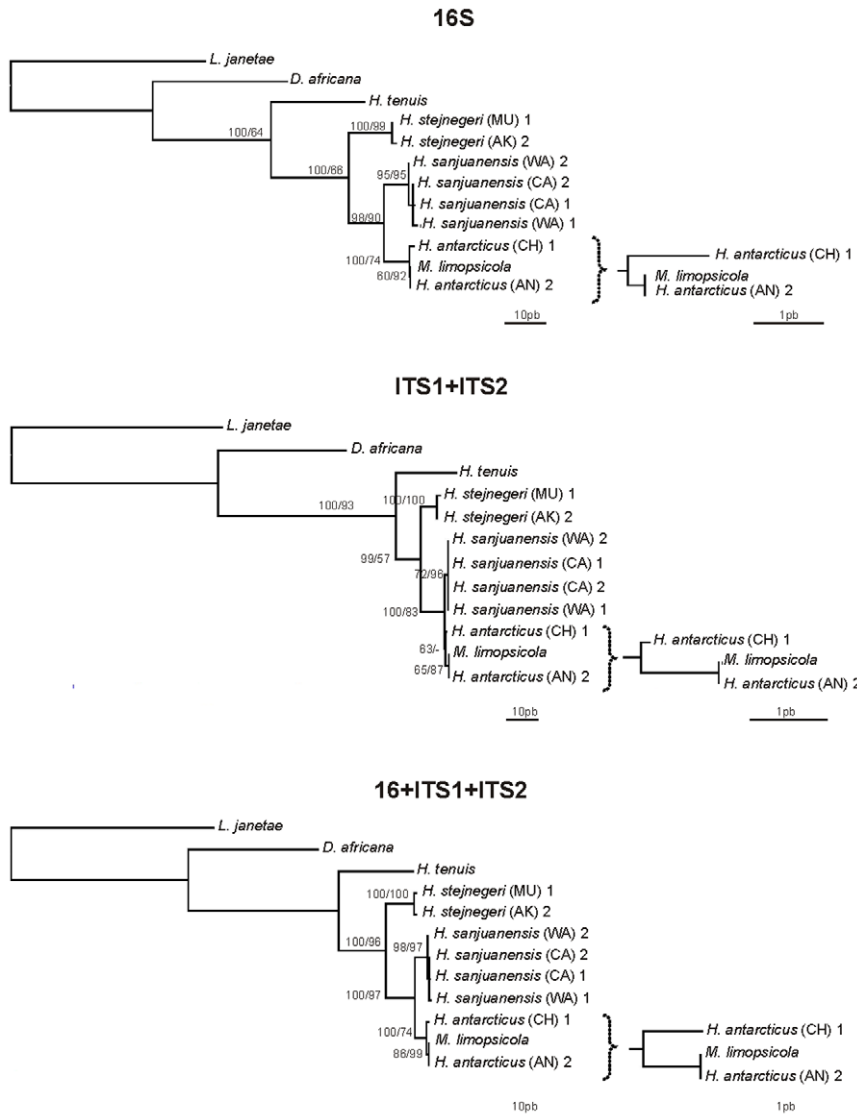 16S
L. janetae
D. africana
H. tenuis
100/64
100/99
H. stejnegeri (MU) 1
H. stejnegeri (AK) 2
100/66
H. sanjuanensis (WA) 2
95/95
H. sanjuanensis (CA) 2
H. sanjuanensis (CA) 1
98/90
H. sanjuanensis (WA) 1
H. antarcticus (CH) 1
100/74
M. limopsicola
80/92
H. antarcticus (AN) 2
H. antarcticus (CH) 1
M. limopsicola
H. antarcticus (AN) 2
10pb
1pb
ITS1+ITS2
L. janetae
D. africana
H. tenuis
100/93
100/100
H. stejnegeri (MU) 1
H. stejnegeri (AK) 2
H. sanjuanensis (WA) 2
99/57
H. sanjuanensis (CA) 1
72/96
H. sanjuanensis (CA) 2
100/83
H. sanjuanensis (WA) 1
H. antarcticus (CH) 1
63/-
M. limopsicola
65/87
H. antarcticus (AN) 2
H. antarcticus (CH) 1
M. limopsicola
H. antarcticus (AN) 2
10pb
1pb
16+ITS1+ITS2
L. janetae
D. africana
H. tenuis
100/100
H. stejnegeri (MU) 1
H. stejnegeri (AK) 2
100/96
H. sanjuanensis (WA) 2
98/97
H. sanjuanensis (CA) 2
H. sanjuanensis (CA) 1
100/97
H. sanjuanensis (WA) 1
H. antarcticus (CH) 1
100/74
M. limopsicola
86/99
H. antarcticus (AN) 2
H. antarcticus (CH) 1
M. limopsicola
H. antarcticus (AN) 2
10pb
1pb